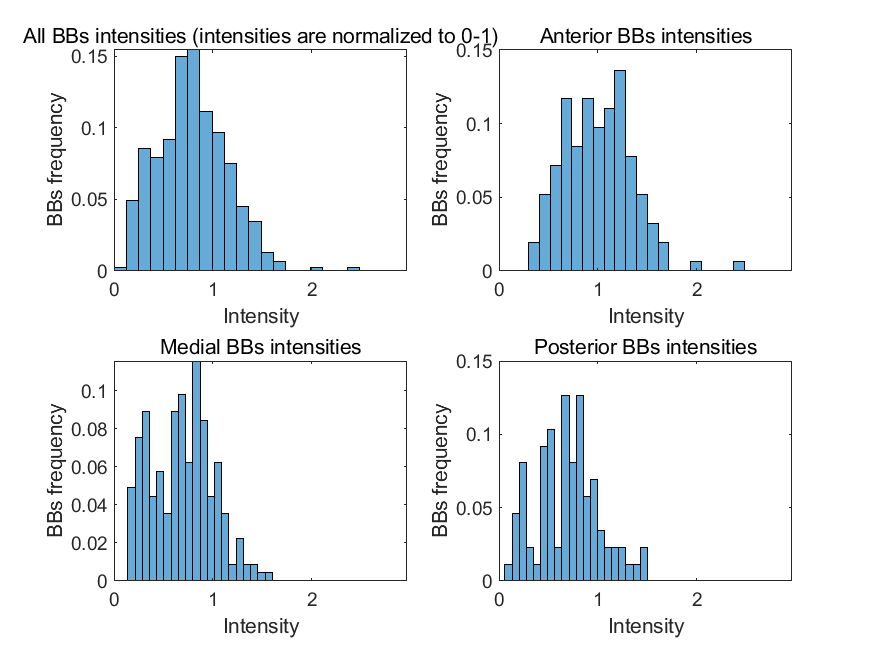 All BBs intensities (intensities are normalized to 0-1)
0.15
0.1
0.05
0
BBs frequency
0 1 2
Intensity
Anterior BBs intensities
0.15
0.1
0.05
0
BBs frequency
0 1 2
Intensity
Medial BBs intensities
0.1
0.08
0.06
0.04
0.02
0
BBs frequency
0 1 2
Intensity
Posterior BBs intensities
0.15
0.1
0.05
0
BBs frequency
0 1 2
Intensity